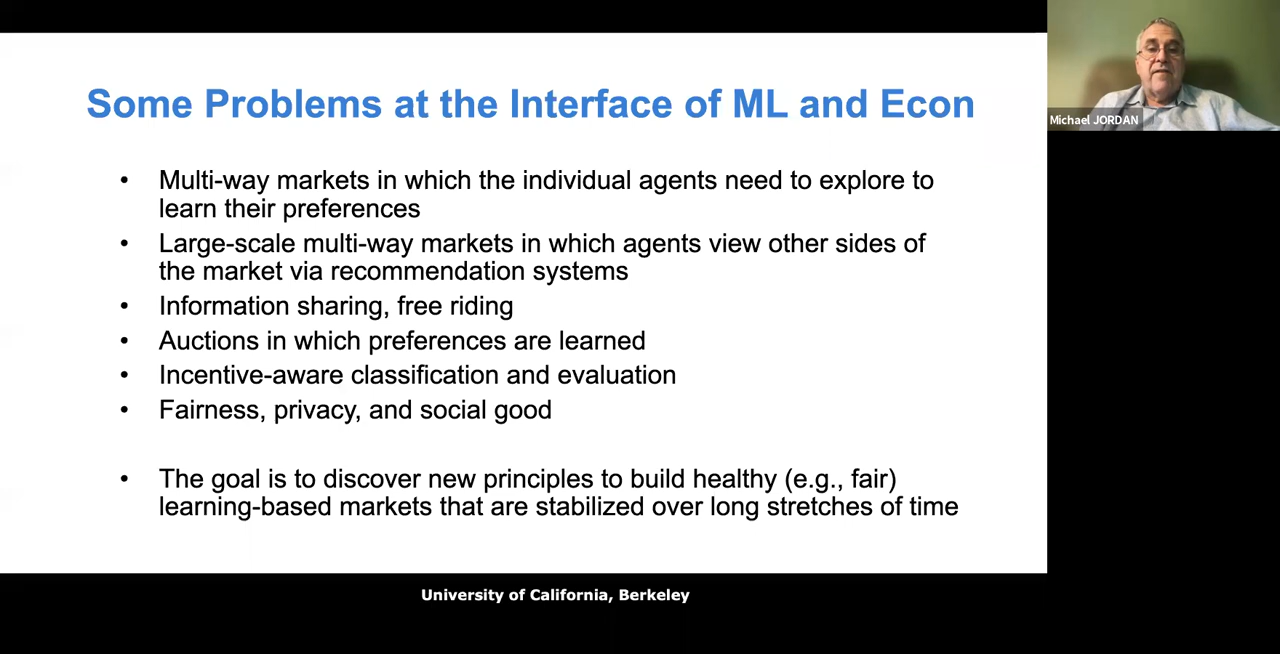 Some Problems at the Interface of ML and Econ
• Multi-way markets in which the individual agents need to explore to
learn their preferences
• Large-scale multi-way markets in which agents view other sides of
the market via recommendation systems
• Information sharing, free riding
• Auctions in which preferences are learned
• Incentive-aware classification and evaluation
• Fairness, privacy, and social good
• The goal is to discover new principles to build healthy (e.g., fair)
learning-based markets that are stabilized over long stretches of time
Michael JORDAN
University of California, Berkeley